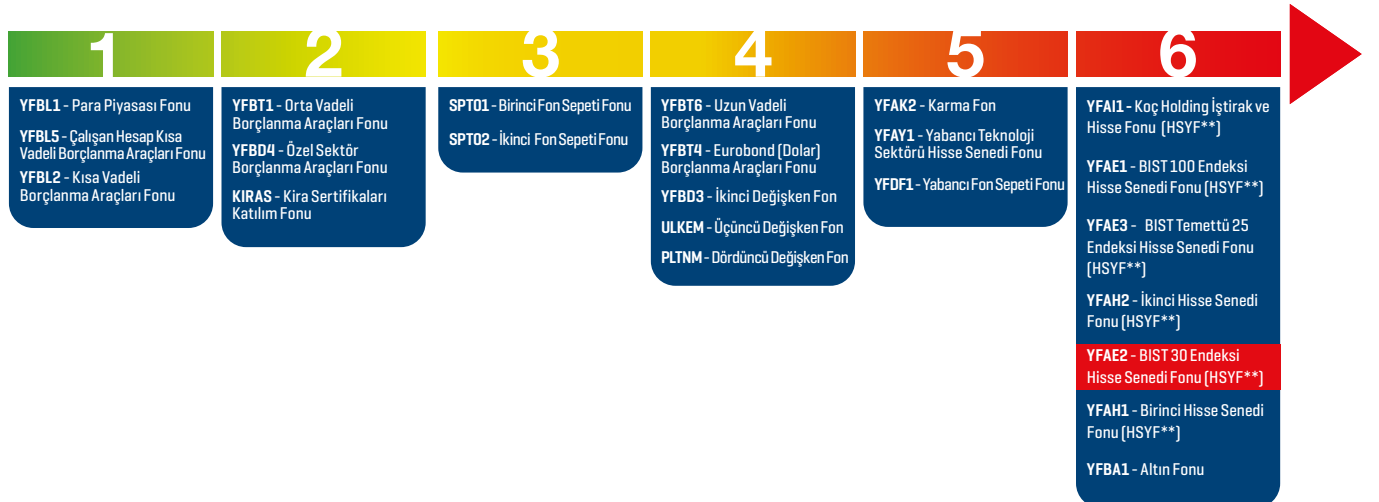 1
YFBL1 - Para Piyasası Fonu
YFBL5 - Çalışan Hesap Kısa
Vadeli Borçlanma Araçları Fonu
YFBL2 - Kısa Vadeli
Borçlanma Araçları Fonu
2
YFBT1 - Orta Vadeli
Borçlanma Araçları Fonu
YFBD4 - Özel Sektör
Borçlanma Araçları Fonu
KIRAS - Kira Sertifikaları
Katılım Fonu
3
SPT01 - Birinci Fon Sepeti Fonu
SPT02 - İkinci Fon Sepeti Fonu
4
YFBT6 - Uzun Vadeli
Borçlanma Araçları Fonu
YFBT4 - Eurobond (Dolar)
Borçlanma Araçları Fonu
YFBD3 - İkinci Değişken Fon
ULKEM - Üçüncü Değişken Fon
PLTNM - Dördüncü Değişken Fon
5
YFAK2 - Karma Fon
YFAY1 - Yabancı Teknoloji
Sektörü Hisse Senedi Fonu
YFDF1 - Yabancı Fon Sepeti Fonu
6
YFAI1 - Koç Holding İştirak ve
Hisse Fonu (HSYF**)
YFAE1 - BIST 100 Endeksi
Hisse Senedi Fonu (HSYF**)
YFAE3 - BIST Temettü 25
Endeksi Hisse Senedi Fonu
(HSYF**)
YFAH2 - İkinci Hisse Senedi
Fonu (HSYF**)
YFAE2 - BIST 30 Endeksi
Hisse Senedi Fonu (HSYF**)
YFAH1 - Birinci Hisse Senedi
Fonu (HSYF**)
YFBA1 - Altın Fonu